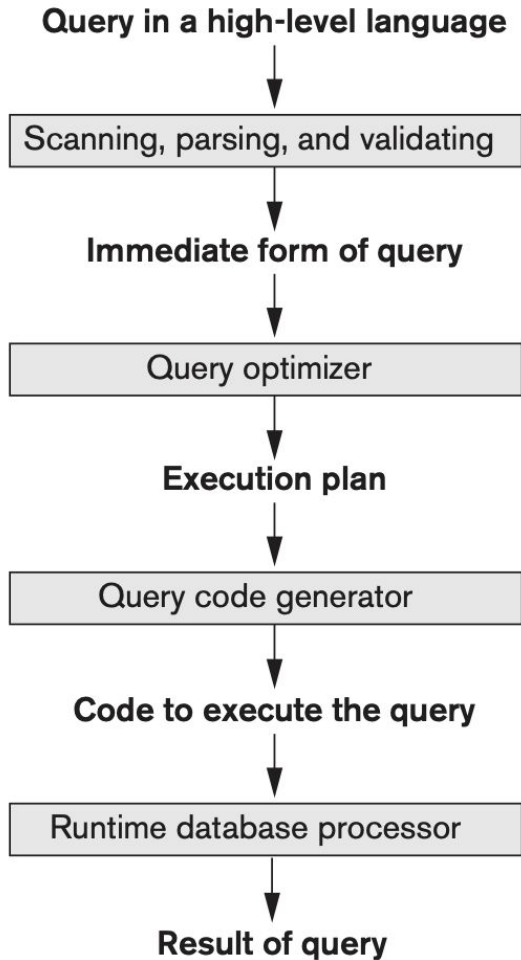 Query in a high-level language
Scanning, parsing, and validating
Immediate form of query
Query optimizer
Execution plan
Query code generator
Code to execute the query
Runtime database processor
Result of query